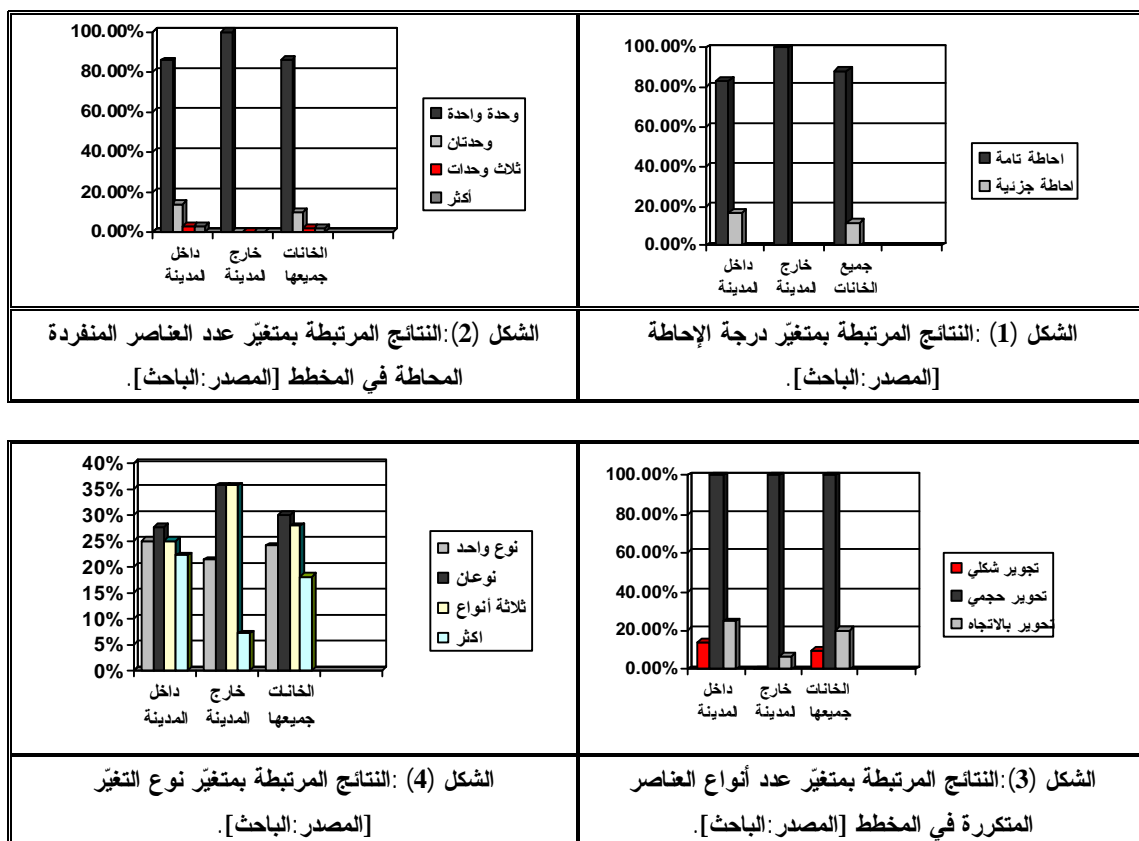 100.00%
80.00%
60.00%
40.00%
20.00%
0.00%
داخل
لمدينة
خارج
لمدينة
جميع
الخانات
احاطة تامة
احاطة جزئية
الشكل (1) :النتائج المرتبطة بمتغيّر درجة الإحاطة
[المصدر:الباحث].
100.00%
80.00%
60.00%
40.00%
20.00%
0.00%
داخل
لمدينة
خارج
لمدينة
الخانات
جميعها
وحدة واحدة
وحدتان
ثلاث وحدات
أكثر
الشكل (2):النتائج المرتبطة بمتغيّر عدد العناصر المنفردة
المحاطة في المخطط [المصدر:الباحث].
100.00%
80.00%
60.00%
40.00%
20.00%
0.00%
داخل
لمدينة
خارج
لمدينة
الخانات
جميعها
تجوير شكلي
تحوير حجمي
تحوير بالاتجاه
الشكل (3):النتائج المرتبطة بمتغيّر عدد أنواع العناصر
المتكررة في المخطط [المصدر:الباحث].
40%
35%
30%
25%
20%
15%
10%
5%
0%
داخل
المدينة
خارج
المدينة
الخانات
جميعها
نوع واحد
نوعان
ثلاثة أنواع
اكثر
الشكل (4) :النتائج المرتبطة بمتغيّر نوع التغيّر
[المصدر:الباحث].